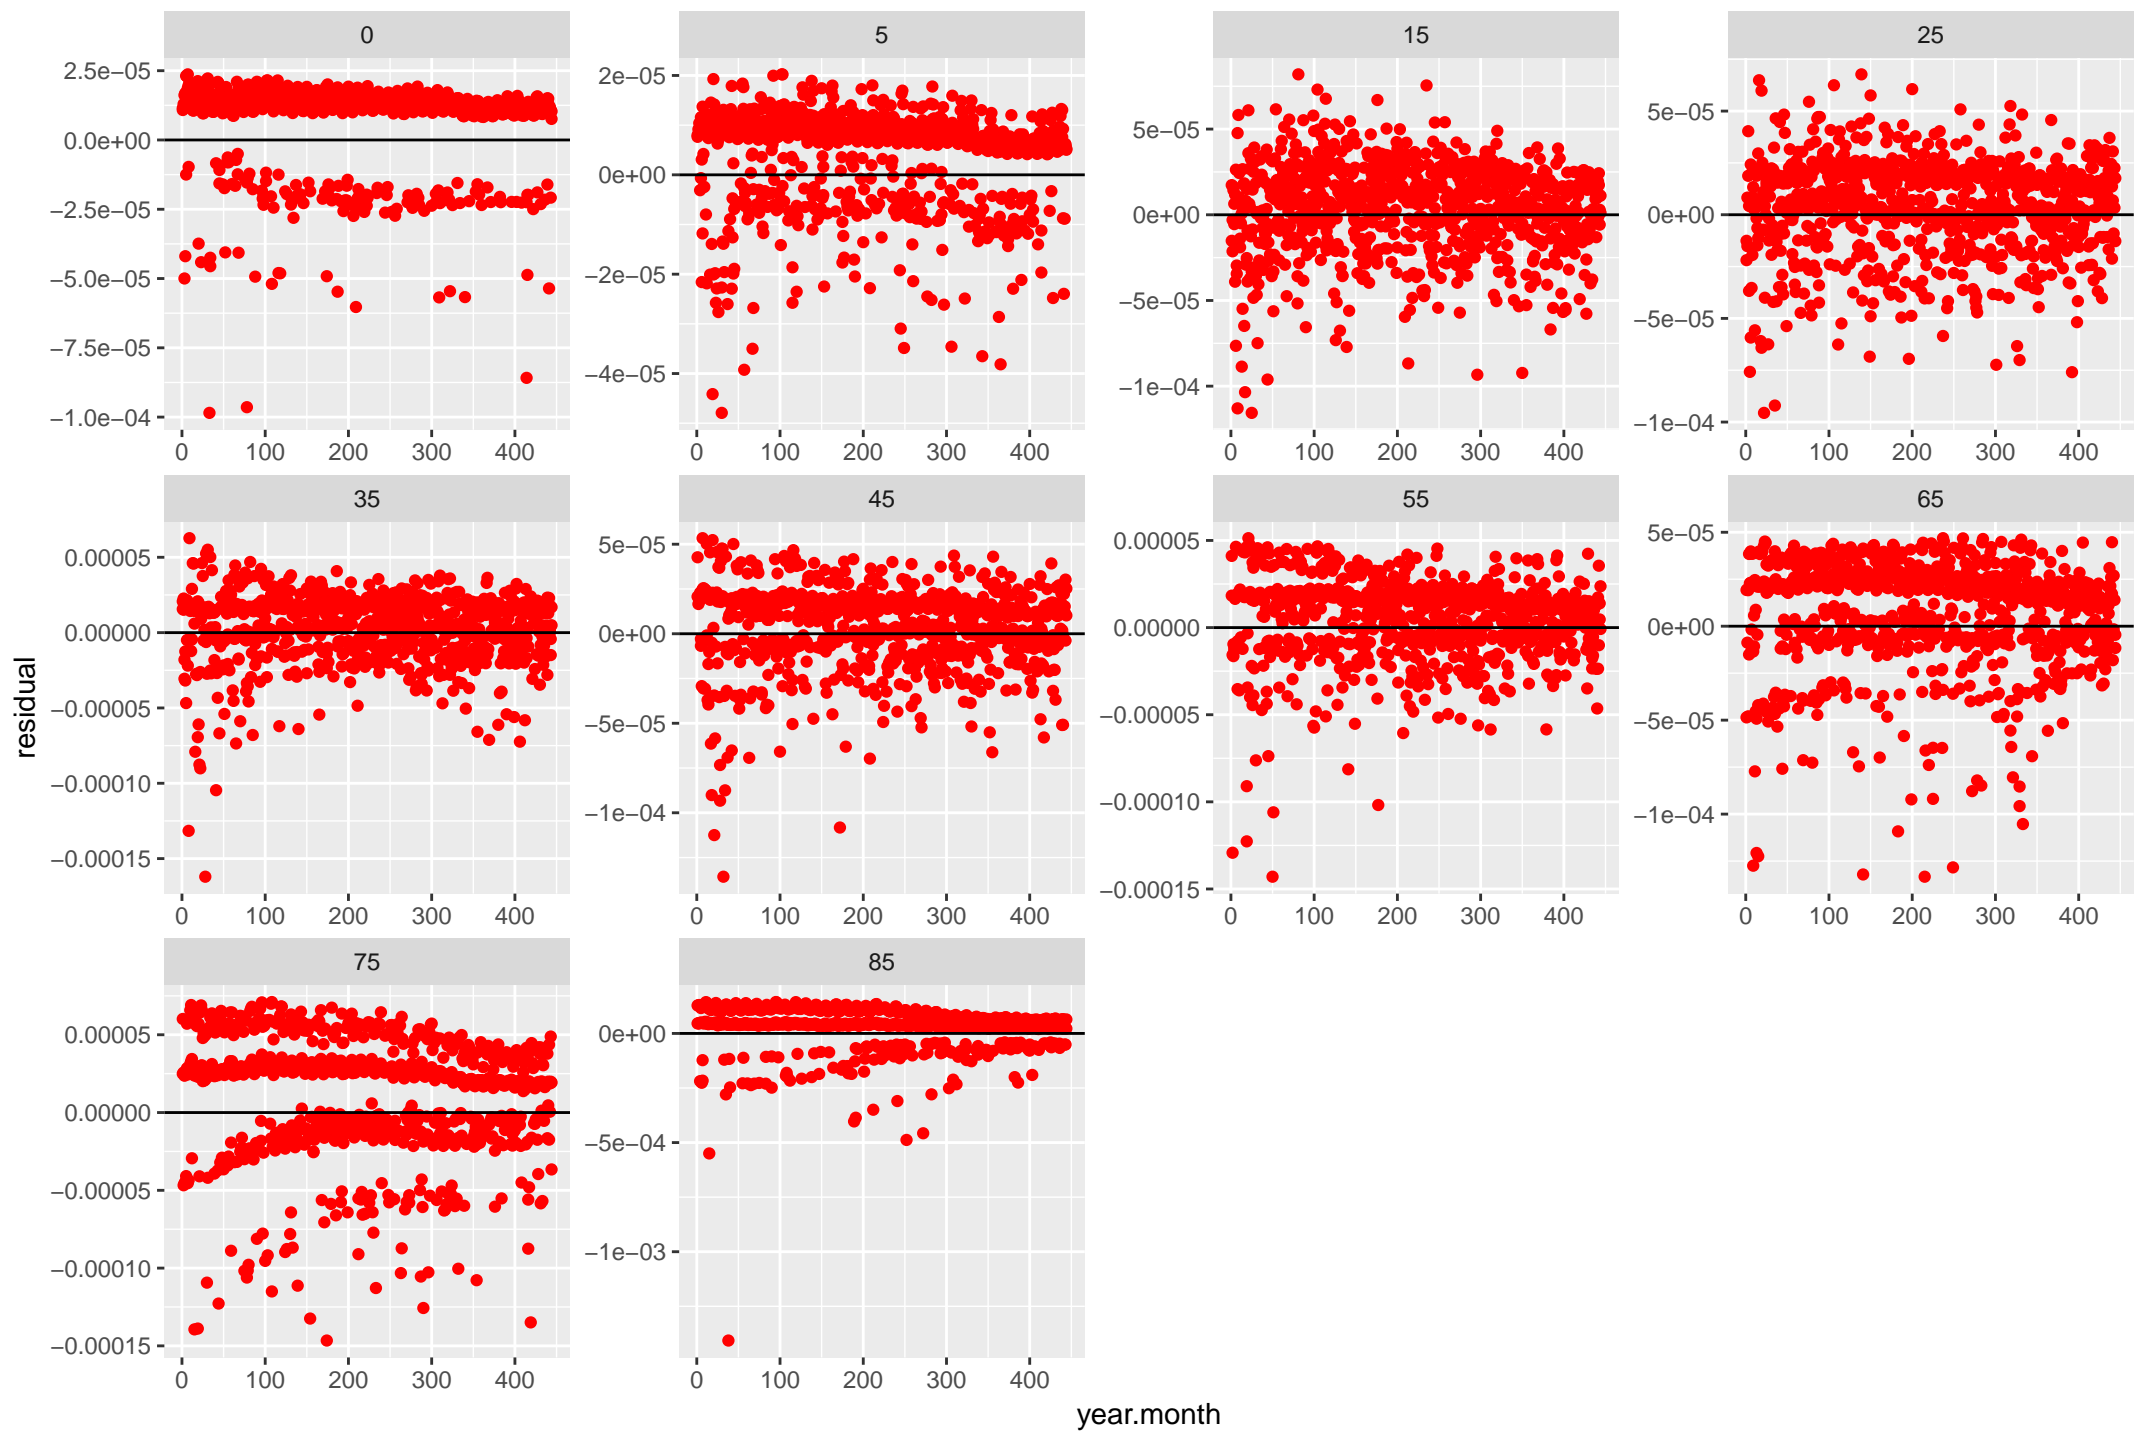 0 5 15 25
2.5e−05 2e−05 5e−05 5e−05
0.0e+00 0e+00 0e+00 0e+00
−2.5e−05 −2e−05 −5e−05 −5e−05
−5.0e−05 −4e−05 −1e−04 −1e−04
−7.5e−05
−1.0e−04
0 100 200 300 400 0 100 200 300 400 0 100 200 300 400 0 100 200 300 400
35 45 55 65
0.00005 5e−05 0.00005 5e−05
0.00000 0e+00 0.00000 0e+00
−0.00005 −5e−05 −0.00005 −5e−05
−0.00010 −1e−04 −0.00010 −1e−04
−0.00015 −0.00015
0 100 200 300 400 0 100 200 300 400 0 100 200 300 400 0 100 200 300 400
residual
75 85
0.00005 0e+00
0.00000 −5e−04
−0.00005 −1e−03
−0.00010
−0.00015
0 100 200 300 400 0 100 200 300 400
year.month